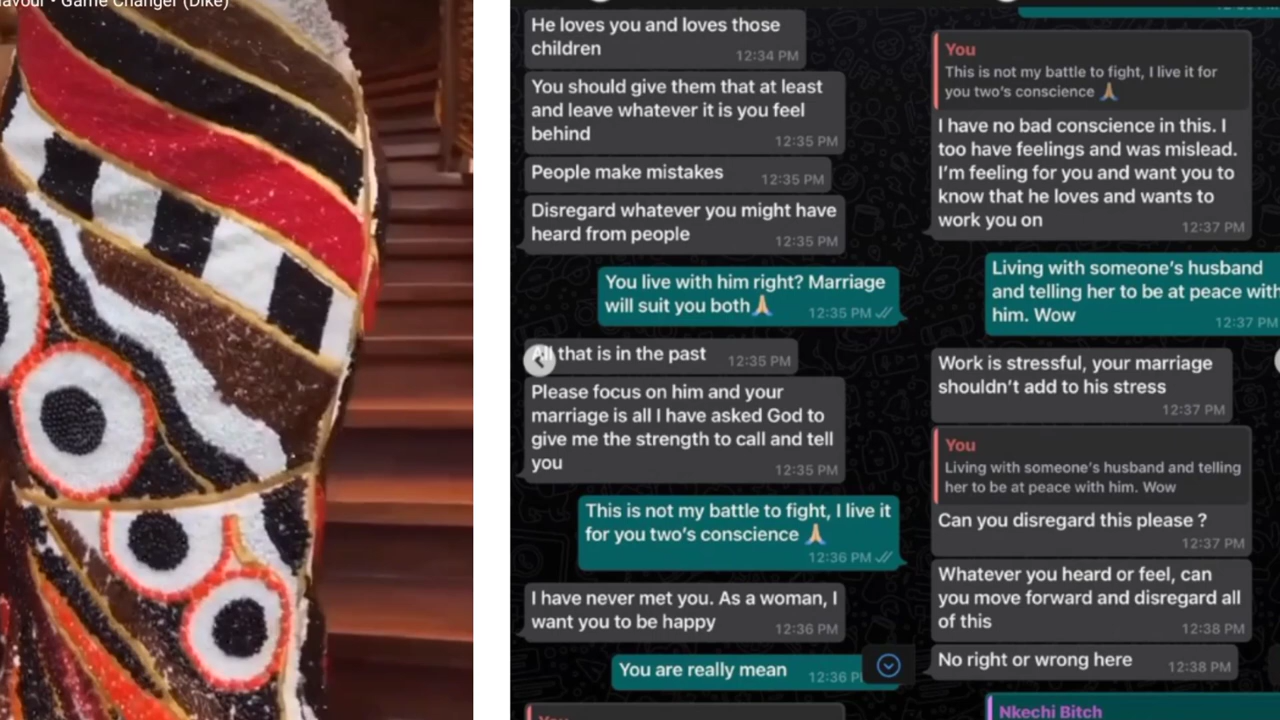 Game Changer (Dike)
He loves you and loves those
children
12:34 PM
You should give them that at least
and leave whatever it is you feel
behind
12:35 PM
People make mistakes
12:35 PM
Disregard whatever you might have
heard from people
12:35 PM
You live with him right? Marriage
will suit you both🙏
12:35 PM
All that is in the past
12:35 PM
Please focus on him and your
marriage is all I have asked God to
give me the strength to call and tell
you
12:35 PM
This is not my battle to fight, I live it
for you two's conscience 🙏
12:36 PM
I have never met you. As a woman, I
want you to be happy
12:36 PM
You are really mean
12:36 P
You
You
This is not my battle to fight, I live it for
you two's conscience 🙏
I have no bad conscience in this. I
too have feelings and was mislead.
I'm feeling for you and want you to
know that he loves and wants to
work you on
12:37 PM
Living with someone's husband
and telling her to be at peace with
him. Wow
12:37 PM
Work is stressful, your marriage
shouldn't add to his stress
12:37 PM
You
Living with someone's husband and telling
her to be at peace with him. Wow
Can you disregard this please ?
12:37 PM
Whatever you heard or feel, can
you move forward and disregard all
of this
12:38 PM
No right or wrong here
12:38 PM
Nkechi Bitch